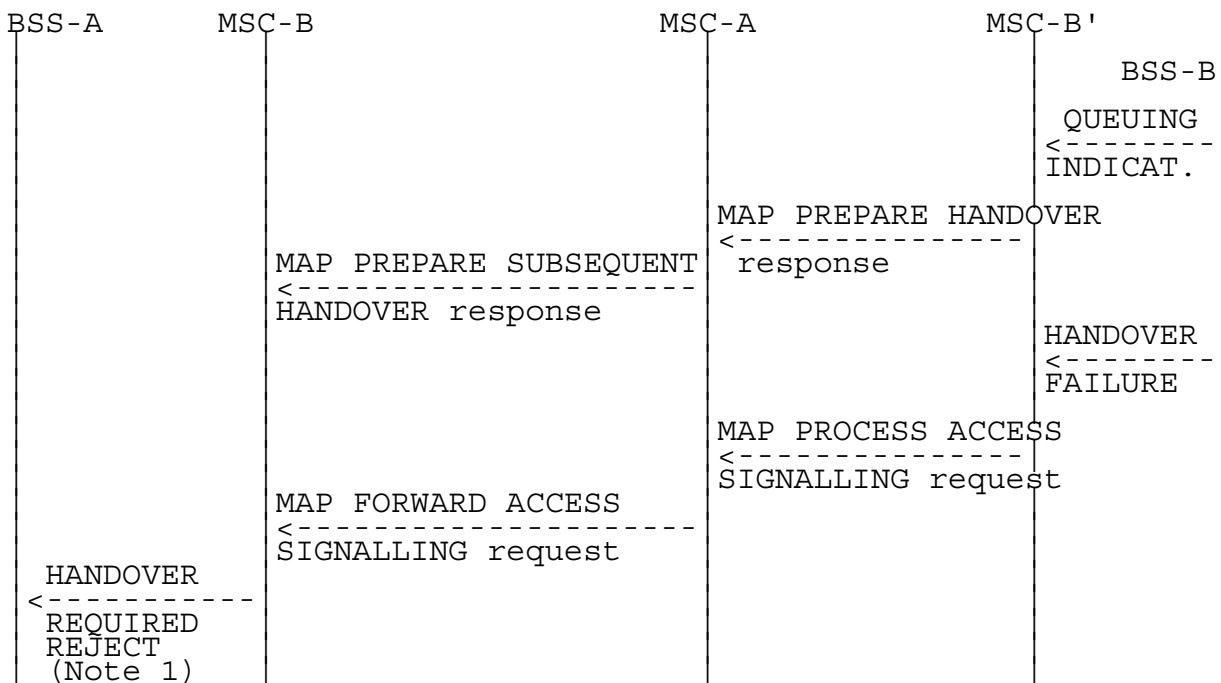 BSS-A MSC-B MSC-A MSC-B'
BSS-B
QUEUING
INDICAT.
MAP PREPARE HANDOVER
response
MAP PREPARE SUBSEQUENT
HANDOVER response
HANDOVER
FAILURE
MAP PROCESS ACCESS
SIGNALLING request
MAP FORWARD ACCESS
SIGNALLING request
HANDOVER
REQUIRED
REJECT
(Note 1)